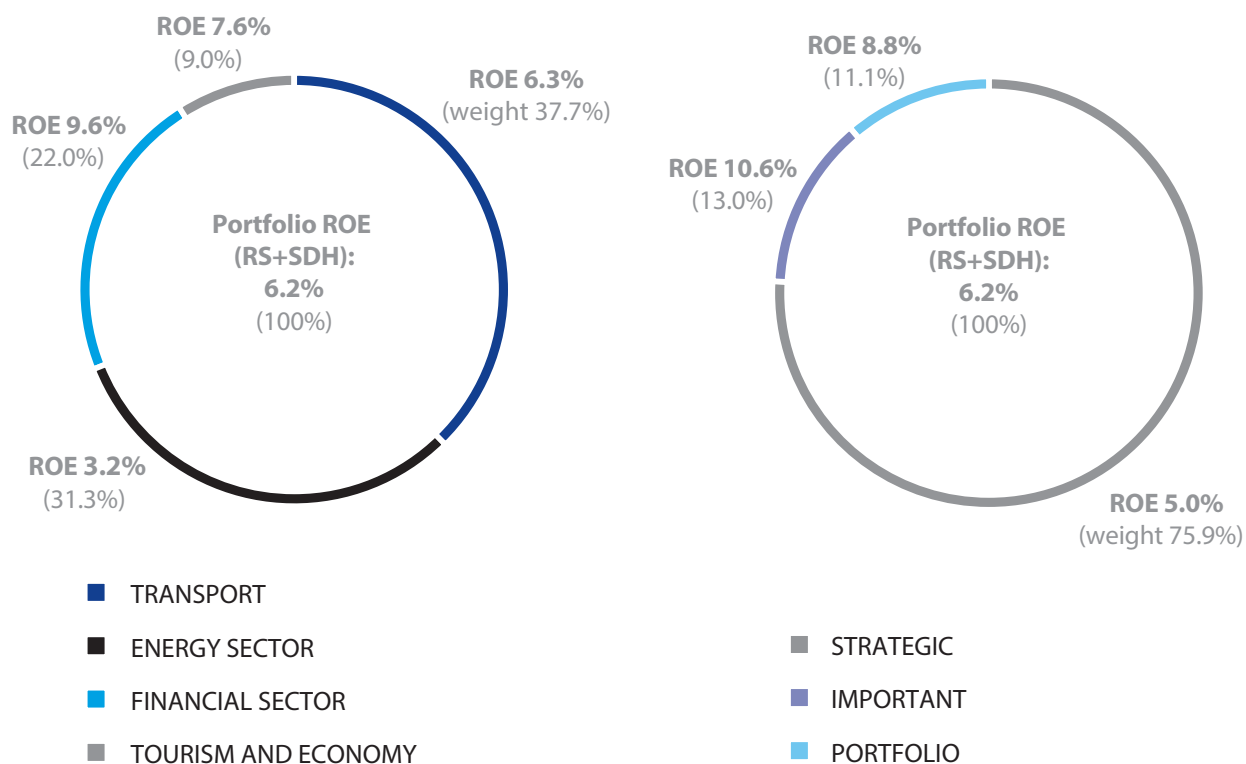 ROE 7.6%
(9.0%)
ROE 6.3%
(weight 37.7%)
ROE 9.6%
(22.0%)
Portfolio ROE
(RS+SDH):
6.2%
(100%)
ROE 3.2%
(31.3%)
TRANSPORT
ENERGY SECTOR
FINANCIAL SECTOR
TOURISM AND ECONOMY
ROE 8.8%
(11.1%)
ROE 10.6%
(13.0%)
Portfolio ROE
(RS+SDH):
6.2%
(100%)
ROE 5.0%
(weight 75.9%)
STRATEGIC
IMPORTANT
PORTFOLIO